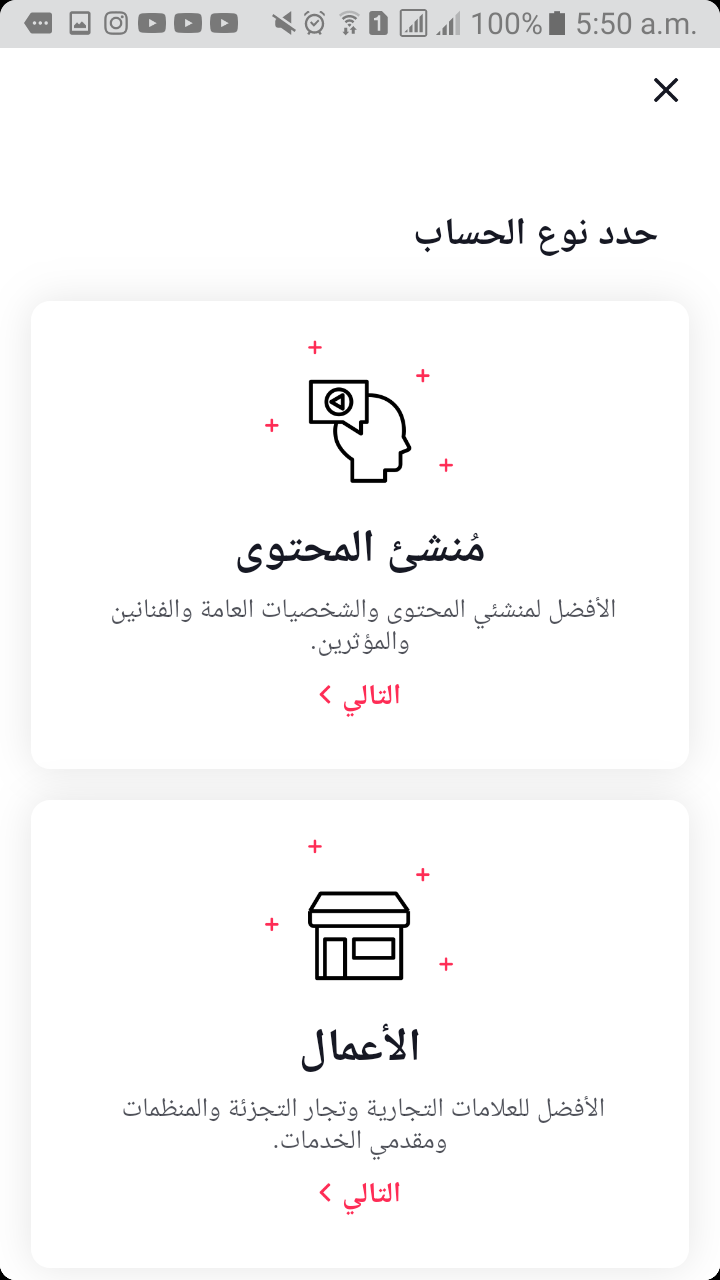 1 100% 5:50 a.m.
حدد نوع الحساب
مُنشئ المحتوى
الأفضل لمنشئي المحتوى والشخصيات العامة والفنانين
والمؤثرين.
التالي
الأعمال
الأفضل للعلامات التجارية وتجار التجزئة والمنظمات
ومقدمي الخدمات.
التالي